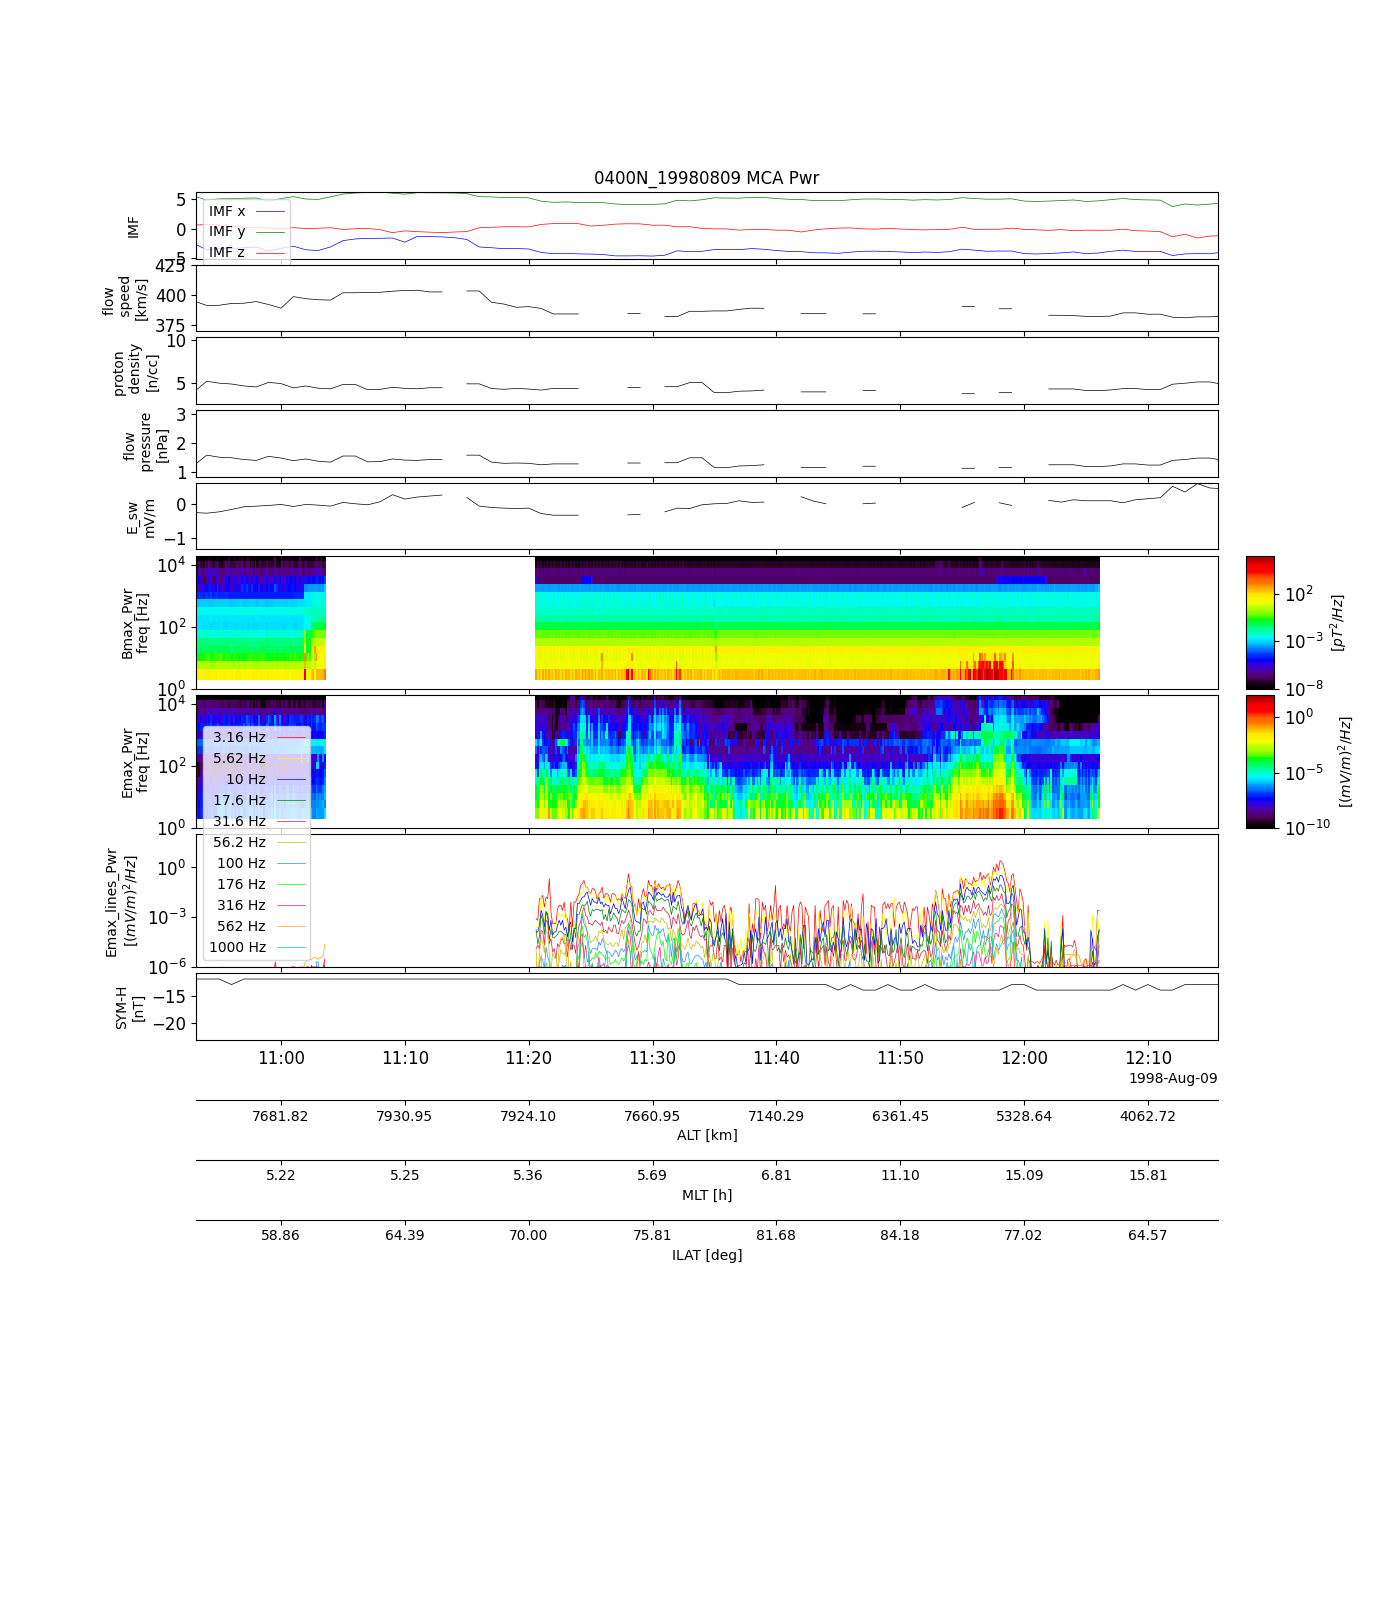 0400N_19980809 MCA Pwr
IMF
5
0
−5
IMF x
IMF y
IMF z
flow
speed
[km/s]
425
400
375
proton
density
[n/cc]
10
5
flow
pressure
[nPa]
3
2
1
E_sw
mV/m
0
−1
Bmax_Pwr
freq [Hz]
10^4
10^2
10^0
10^2
10^−3
10^−8
[pT^2/Hz]
Emax_Pwr
freq [Hz]
10^4
10^2
10^0
10^0
10^−5
10^−10
[(mV/m)^2/Hz]
3.16 Hz
5.62 Hz
10 Hz
17.6 Hz
31.6 Hz
56.2 Hz
100 Hz
176 Hz
316 Hz
562 Hz
1000 Hz
Emax_lines_Pwr
[(mV/m)^2/Hz]
10^0
10^−3
10^−6
SYM-H
[nT]
−15
−20
11:00 11:10 11:20 11:30 11:40 11:50 12:00 12:10
1998-Aug-09
7681.82 7930.95 7924.10 7660.95 7140.29 6361.45 5328.64 4062.72
ALT [km]
5.22 5.25 5.36 5.69 6.81 11.10 15.09 15.81
MLT [h]
58.86 64.39 70.00 75.81 81.68 84.18 77.02 64.57
ILAT [deg]